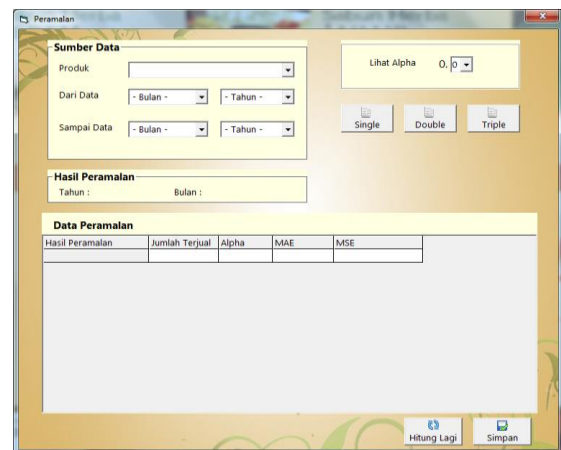 Peramalan
Sumber Data
Produk
Dari Data - Bulan - - Tahun -
Sampai Data - Bulan - - Tahun -
Lihat Alpha 0. 0
Single Double Triple
Hasil Peramalan
Tahun : Bulan :
Data Peramalan
Hasil Peramalan Jumlah Terjual Alpha MAE MSE
Hitung Lagi Simpan